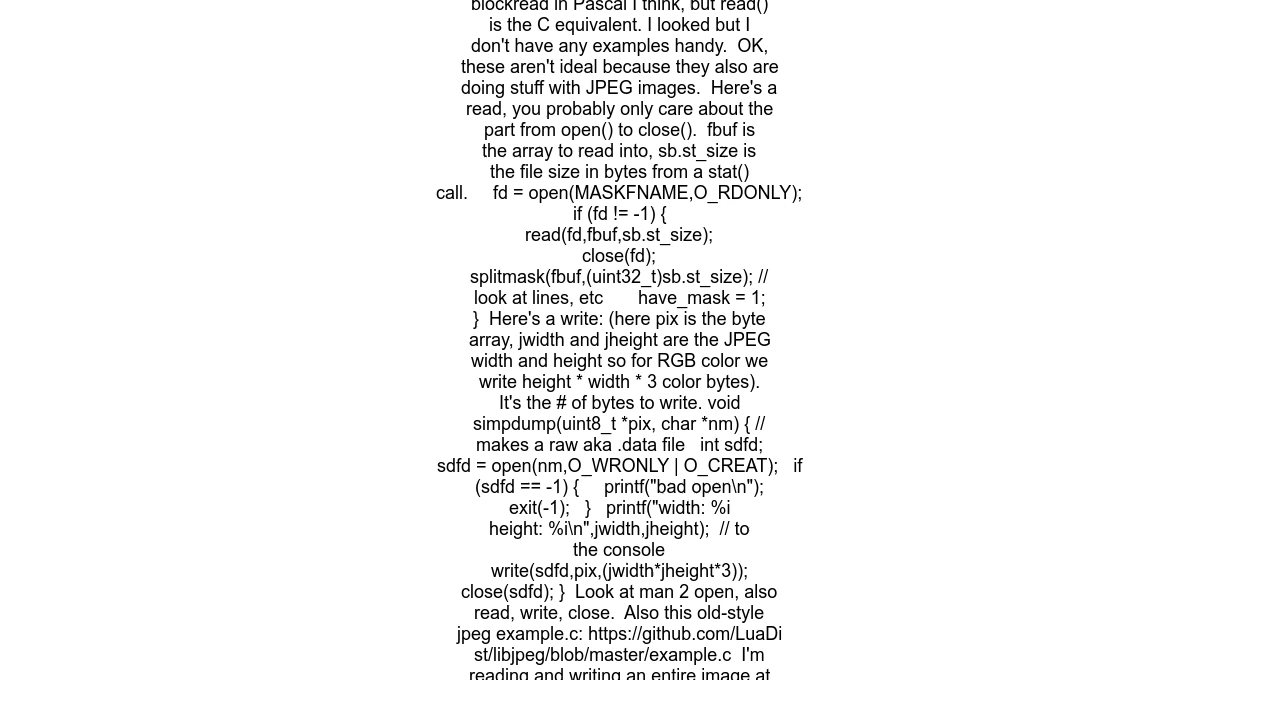 blockread in Pascal I think, but read()
is the C equivalent. I looked but I
don't have any examples handy.  OK,
these aren't ideal because they also are
doing stuff with JPEG images.  Here's a
read, you probably only care about the
part from open() to close().  fbuf is
the array to read into, sb.st_size is
the file size in bytes from a stat()
call.     fd = open(MASKFNAME,O_RDONLY);
if (fd != -1) {
read(fd,fbuf,sb.st_size);
close(fd);
splitmask(fbuf,(uint32_t)sb.st_size); //
look at lines, etc       have_mask = 1;
}  Here's a write: (here pix is the byte
array, jwidth and jheight are the JPEG
width and height so for RGB color we
write height * width * 3 color bytes).
It's the # of bytes to write. void
simpdump(uint8_t *pix, char *nm) { //
makes a raw aka .data file   int sdfd;
sdfd = open(nm,O_WRONLY | O_CREAT);   if
(sdfd == -1) {     printf("bad open\n");
exit(-1);   }   printf("width: %i
height: %i\n",jwidth,jheight);  // to
the console
write(sdfd,pix,(jwidth*jheight*3));
close(sdfd); }  Look at man 2 open, also
read, write, close.  Also this old-style
jpeg example.c: https://github.com/LuaDi
st/libjpeg/blob/master/example.c  I'm
reading and writing an entire image at